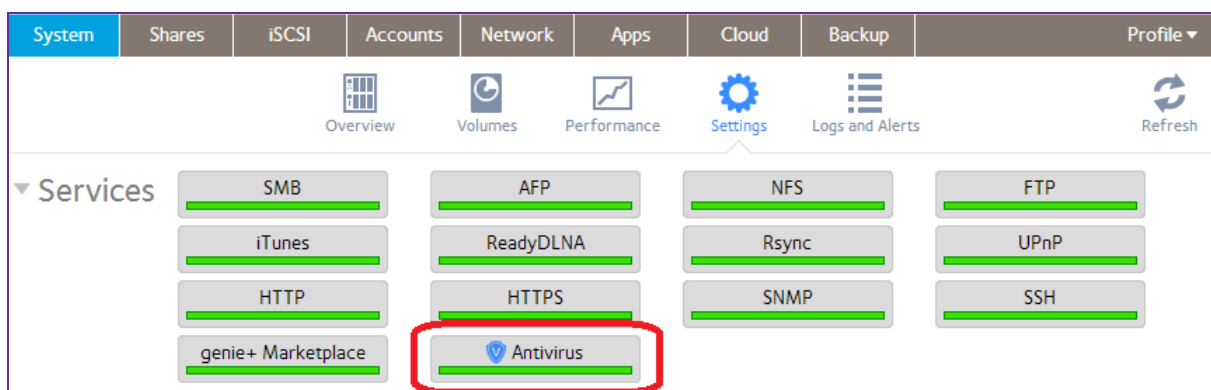 System Shares iSCSI Accounts Network Apps Cloud Backup Profile
Overview Volumes Performance Settings Logs and Alerts Refresh
Services SMB AFP NFS FTP
iTunes ReadyDLNA Rsync UPnP
HTTP HTTPS SNMP SSH
genie+ Marketplace V Antivirus